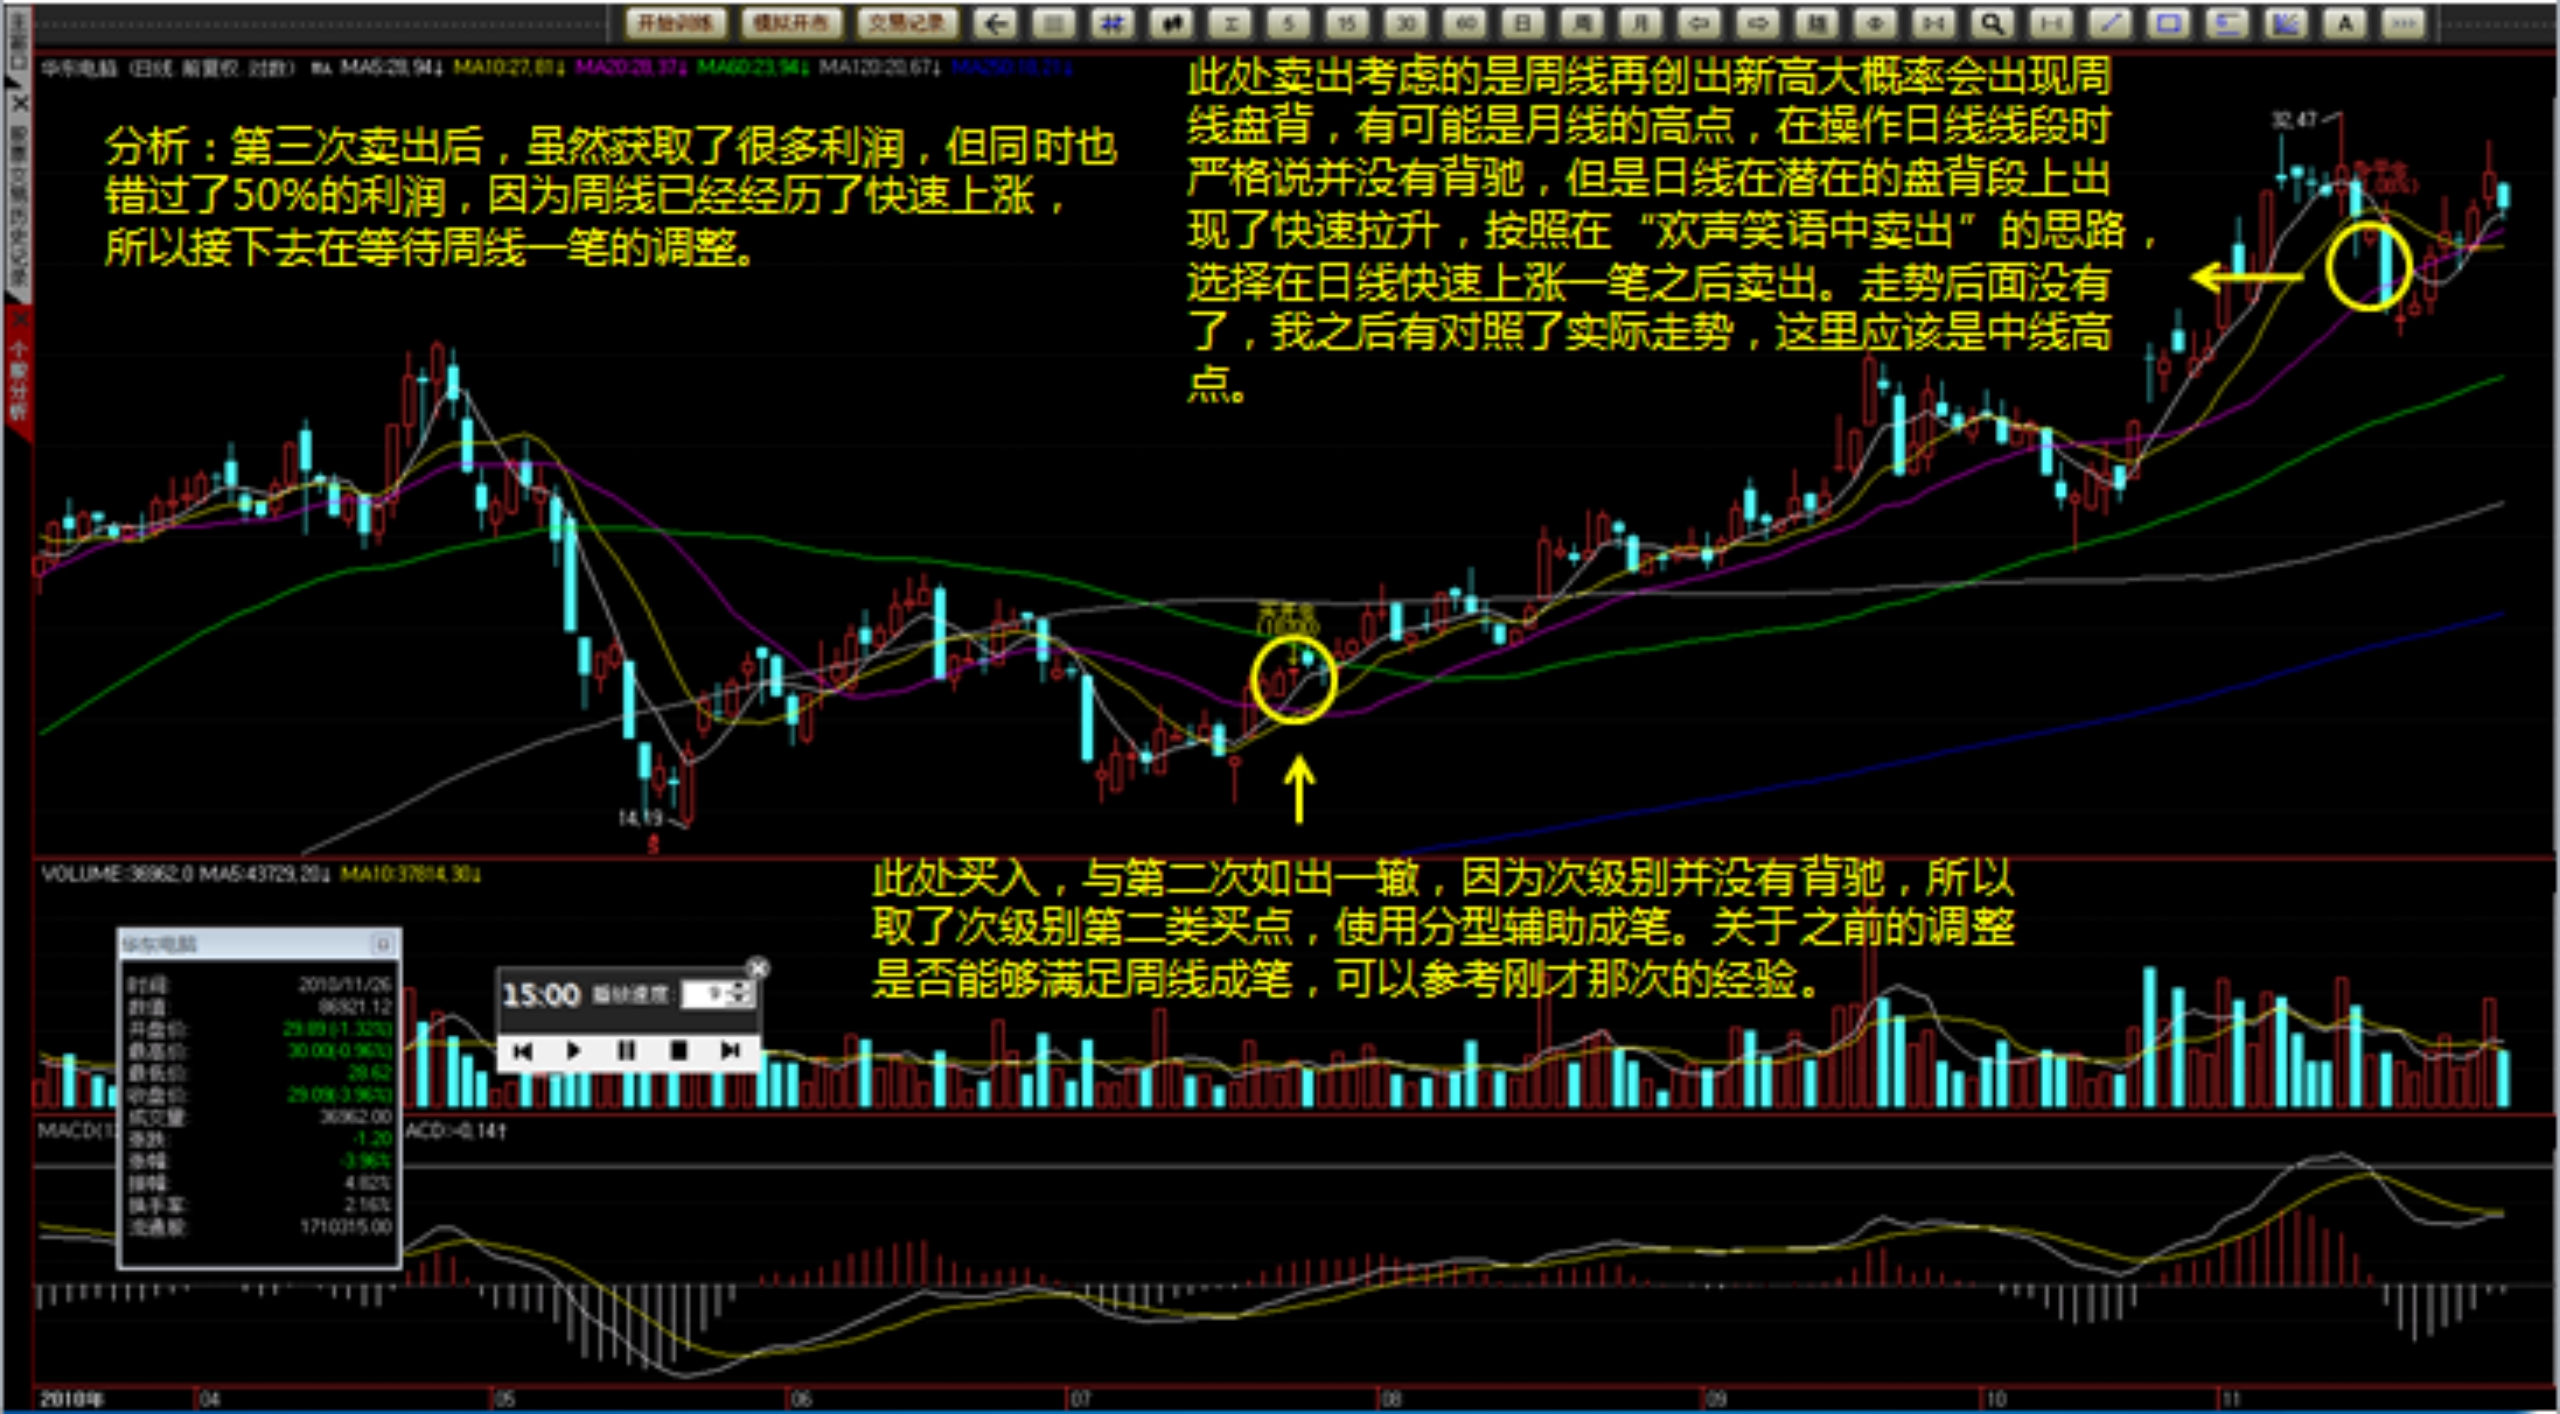 开始训练 模拟开市 交易记录 Σ 5 15 30 60 日 周 月 随 A
华东电脑 (日线 前复权 对数) MA MA5:28,94↓ MA10:27,81↓ MA20:28,37↓ MA60:23,94↓ MA120:20,67↓ MA250:18,21↓
分析：第三次卖出后，虽然获取了很多利润，但同时也
错过了50%的利润，因为周线已经经历了快速上涨，
所以接下去在等待周线一笔的调整。
此处卖出考虑的是周线再创出新高大概率会出现周
线盘背，有可能是月线的高点，在操作日线线段时
严格说并没有背驰，但是日线在潜在的盘背段上出
现了快速拉升，按照在“欢声笑语中卖出”的思路，
选择在日线快速上涨一笔之后卖出。走势后面没有
了，我之后有对照了实际走势，这里应该是中线高
点。
32,47
个股分析
14,19
VOLUME:36962,0 MA5:43729,20↓ MA10:37814,30↓
此处买入，与第二次如出一辙，因为次级别并没有背驰，所以
取了次级别第二类买点，使用分型辅助成笔。关于之前的调整
是否能够满足周线成笔，可以参考刚才那次的经验。
华东电脑
时间: 2010/11/26
数值: 86921.12
开盘价: 29.89(-1.32%)
最高价: 30.00(-0.96%)
最低价: 28.62
收盘价: 29.09(-3.96%)
成交量: 36962.00
涨跌: -1.20
涨幅: -3.96%
振幅: 4.82%
换手率: 2.16%
流通股: 1710315.00
15:00 播放速度: 9
MACD(1
ACD:-0,14↑
2010年 04 05 06 07 08 09 10 11